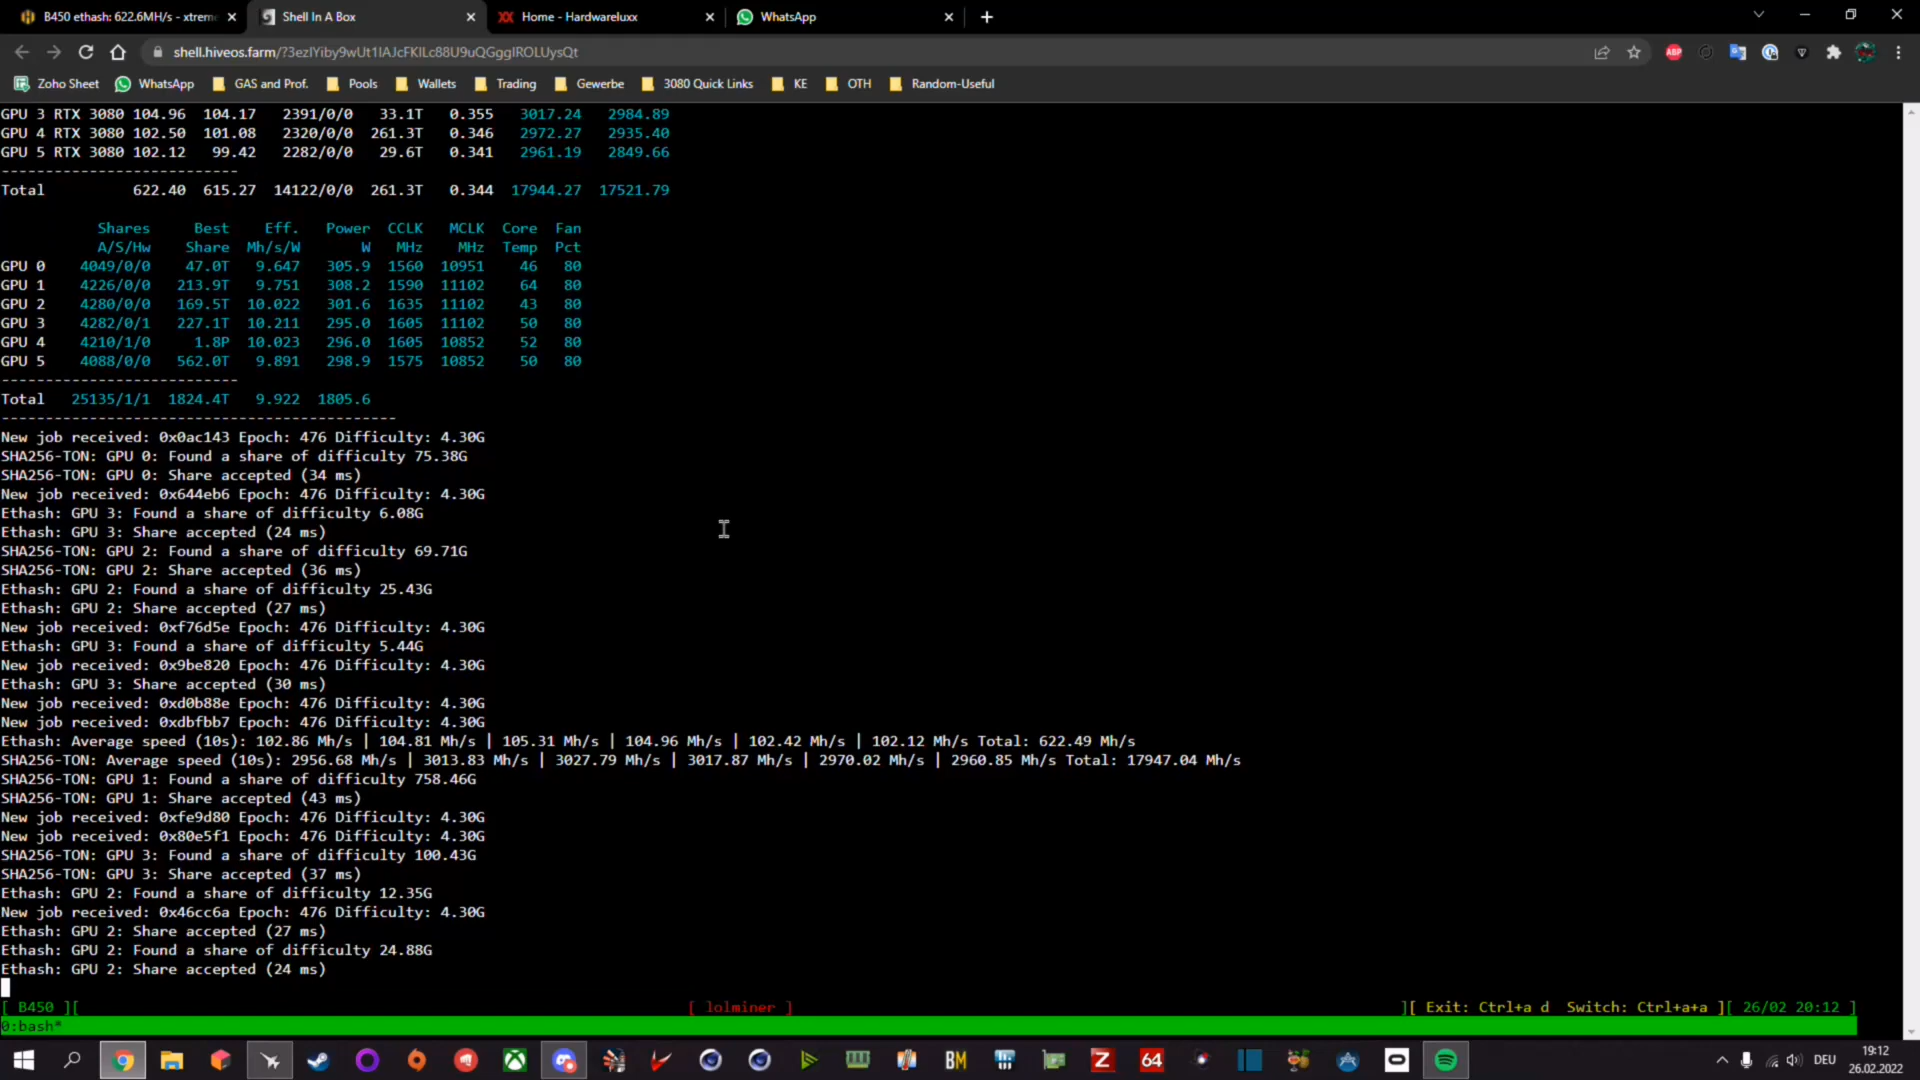 B450 ethash: 622.6MH/s - xtrem
Shell In A Box
Home - Hardwareluxx
WhatsApp
shell.hiveos.farm/?3ezIYiby9wUt1IAJcFKlLc88U9uQGggIROLUysQt
Zoho Sheet
WhatsApp
GAS and Prof.
Pools
Wallets
Trading
Gewerbe
3080 Quick Links
KE
OTH
Random-Useful
GPU 3 RTX 3080 104.96 104.17 2391/0/0 33.1T 0.355 3017.24 2984.89
GPU 4 RTX 3080 102.50 101.08 2320/0/0 261.3T 0.346 2972.27 2935.40
GPU 5 RTX 3080 102.12 99.42 2282/0/0 29.6T 0.341 2961.19 2849.66
---------------------------
Total 622.40 615.27 14122/0/0 261.3T 0.344 17944.27 17521.79
Shares Best Eff. Power CCLK MCLK Core Fan
A/S/Hw Share Mh/s/W W MHz MHz Temp Pct
GPU 0 4049/0/0 47.0T 9.647 305.9 1560 10951 46 80
GPU 1 4226/0/0 213.9T 9.751 308.2 1590 11102 64 80
GPU 2 4280/0/0 169.5T 10.022 301.6 1635 11102 43 80
GPU 3 4282/0/1 227.1T 10.211 295.0 1605 11102 50 80
GPU 4 4210/1/0 1.8P 10.023 296.0 1605 10852 52 80
GPU 5 4088/0/0 562.0T 9.891 298.9 1575 10852 50 80
---------------------------
Total 25135/1/1 1824.4T 9.922 1805.6
---------------------------------------------
New job received: 0x0ac143 Epoch: 476 Difficulty: 4.30G
SHA256-TON: GPU 0: Found a share of difficulty 75.38G
SHA256-TON: GPU 0: Share accepted (34 ms)
New job received: 0x644eb6 Epoch: 476 Difficulty: 4.30G
Ethash: GPU 3: Found a share of difficulty 6.08G
Ethash: GPU 3: Share accepted (24 ms)
SHA256-TON: GPU 2: Found a share of difficulty 69.71G
SHA256-TON: GPU 2: Share accepted (36 ms)
Ethash: GPU 2: Found a share of difficulty 25.43G
Ethash: GPU 2: Share accepted (27 ms)
New job received: 0xf76d5e Epoch: 476 Difficulty: 4.30G
Ethash: GPU 3: Found a share of difficulty 5.44G
New job received: 0x9be820 Epoch: 476 Difficulty: 4.30G
Ethash: GPU 3: Share accepted (30 ms)
New job received: 0xd0b88e Epoch: 476 Difficulty: 4.30G
New job received: 0xdbfbb7 Epoch: 476 Difficulty: 4.30G
Ethash: Average speed (10s): 102.86 Mh/s | 104.81 Mh/s | 105.31 Mh/s | 104.96 Mh/s | 102.42 Mh/s | 102.12 Mh/s Total: 622.49 Mh/s
SHA256-TON: Average speed (10s): 2956.68 Mh/s | 3013.83 Mh/s | 3027.79 Mh/s | 3017.87 Mh/s | 2970.02 Mh/s | 2960.85 Mh/s Total: 17947.04 Mh/s
SHA256-TON: GPU 1: Found a share of difficulty 758.46G
SHA256-TON: GPU 1: Share accepted (43 ms)
New job received: 0xfe9d80 Epoch: 476 Difficulty: 4.30G
New job received: 0x80e5f1 Epoch: 476 Difficulty: 4.30G
SHA256-TON: GPU 3: Found a share of difficulty 100.43G
SHA256-TON: GPU 3: Share accepted (37 ms)
Ethash: GPU 2: Found a share of difficulty 12.35G
New job received: 0x46cc6a Epoch: 476 Difficulty: 4.30G
Ethash: GPU 2: Share accepted (27 ms)
Ethash: GPU 2: Found a share of difficulty 24.88G
Ethash: GPU 2: Share accepted (24 ms)
[ B450 ][ [ lolminer ] ][ Exit: Ctrl+a d Switch: Ctrl+a+a ][ 26/02 20:12 ]
0:bash*
BM
Z
64
DEU
19:12
26.02.2022